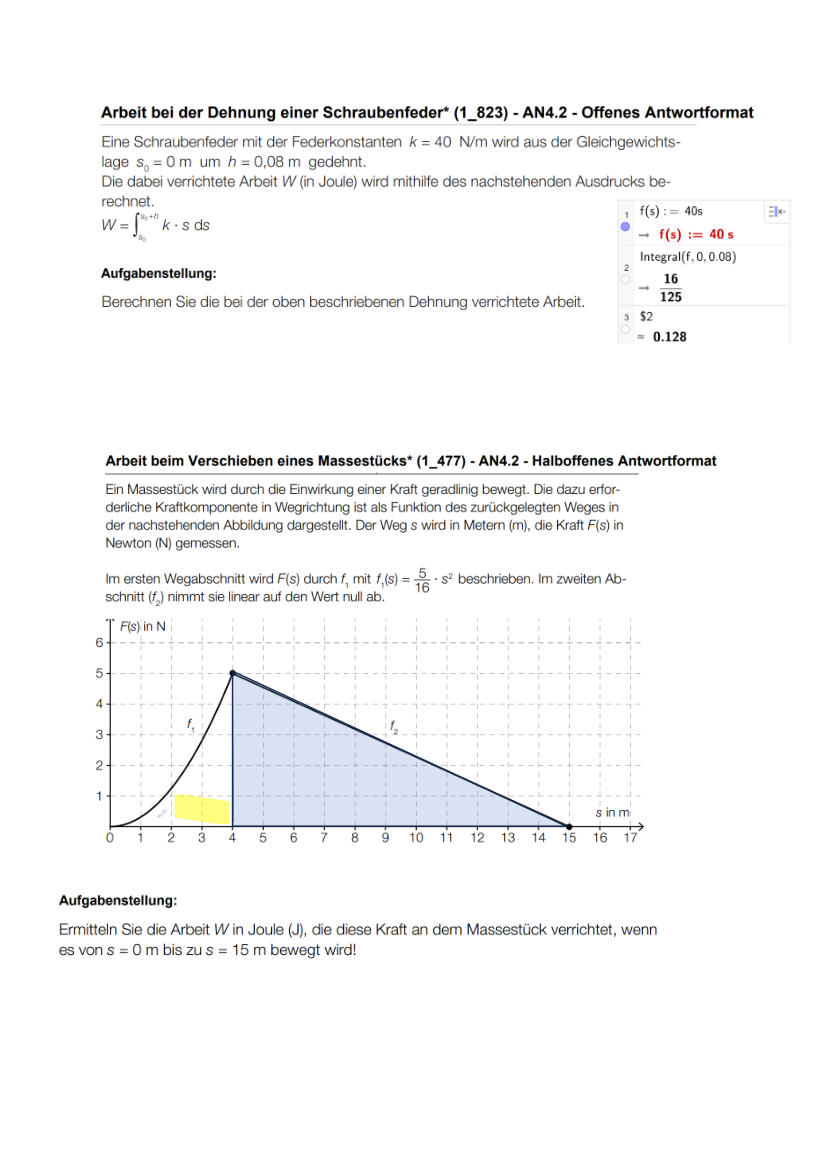 Arbeit bei der Dehnung einer Schraubenfeder* (1_823) - AN4.2 - Offenes Antwortformat
Eine Schraubenfeder mit der Federkonstanten k = 40 N/m wird aus der Gleichgewichts-
lage s₀ = 0 m um h = 0,08 m gedehnt.
Die dabei verrichtete Arbeit W (in Joule) wird mithilfe des nachstehenden Ausdrucks be-
rechnet.
W = ∫ₛ₀^(s₀+h) k · s ds
Aufgabenstellung:
Berechnen Sie die bei der oben beschriebenen Dehnung verrichtete Arbeit.
1 f(s) := 40s
→ f(s) := 40 s
2 Integral(f, 0, 0.08)
→ 16/125
3 $2
≈ 0.128
Arbeit beim Verschieben eines Massestücks* (1_477) - AN4.2 - Halboffenes Antwortformat
Ein Massestück wird durch die Einwirkung einer Kraft geradlinig bewegt. Die dazu erfor-
derliche Kraftkomponente in Wegrichtung ist als Funktion des zurückgelegten Weges in
der nachstehenden Abbildung dargestellt. Der Weg s wird in Metern (m), die Kraft F(s) in
Newton (N) gemessen.
Im ersten Wegabschnitt wird F(s) durch f₁ mit f₁(s) = 5/16 · s² beschrieben. Im zweiten Ab-
schnitt (f₂) nimmt sie linear auf den Wert null ab.
F(s) in N
6
5
4
3
2
1
f₁
f₂
s in m
0 1 2 3 4 5 6 7 8 9 10 11 12 13 14 15 16 17
Aufgabenstellung:
Ermitteln Sie die Arbeit W in Joule (J), die diese Kraft an dem Massestück verrichtet, wenn
es von s = 0 m bis zu s = 15 m bewegt wird!